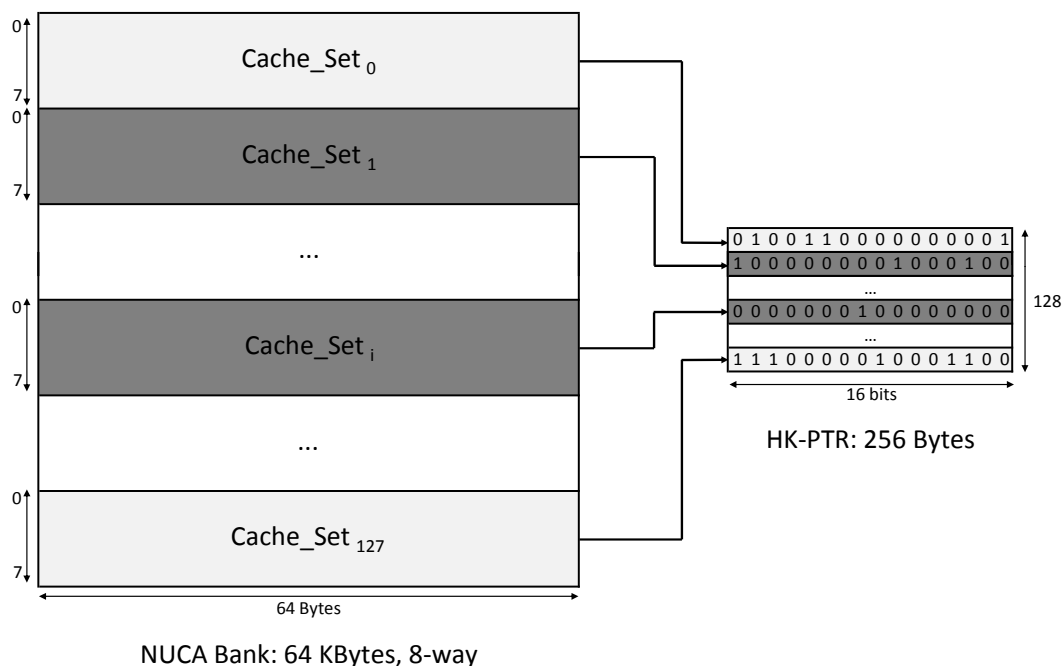 0
Cache_Set 0
7
0
Cache_Set 1
7
...
0
Cache_Set i
7
...
0
Cache_Set 127
7
64 Bytes
NUCA Bank: 64 KBytes, 8-way
0 1 0 0 1 1 0 0 0 0 0 0 0 0 0 1
1 0 0 0 0 0 0 0 0 1 0 0 0 1 0 0
...
0 0 0 0 0 0 0 1 0 0 0 0 0 0 0 0
...
1 1 1 0 0 0 0 0 1 0 0 0 1 1 0 0
128
16 bits
HK-PTR: 256 Bytes